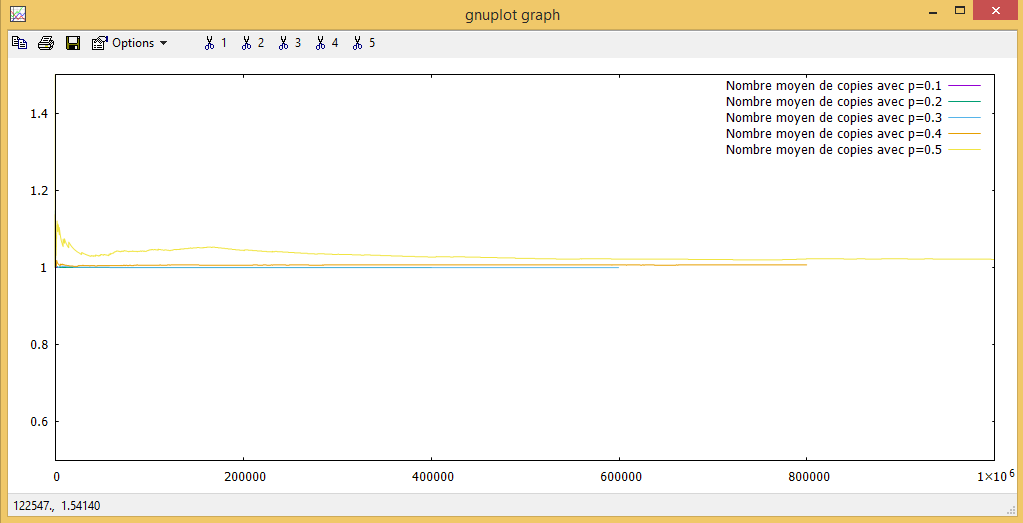 gnuplot graph
Options 1 2 3 4 5
Nombre moyen de copies avec p=0.1
Nombre moyen de copies avec p=0.2
Nombre moyen de copies avec p=0.3
Nombre moyen de copies avec p=0.4
Nombre moyen de copies avec p=0.5
1.4
1.2
1
0.8
0.6
0 200000 400000 600000 800000 1×10⁶
122547., 1.54140